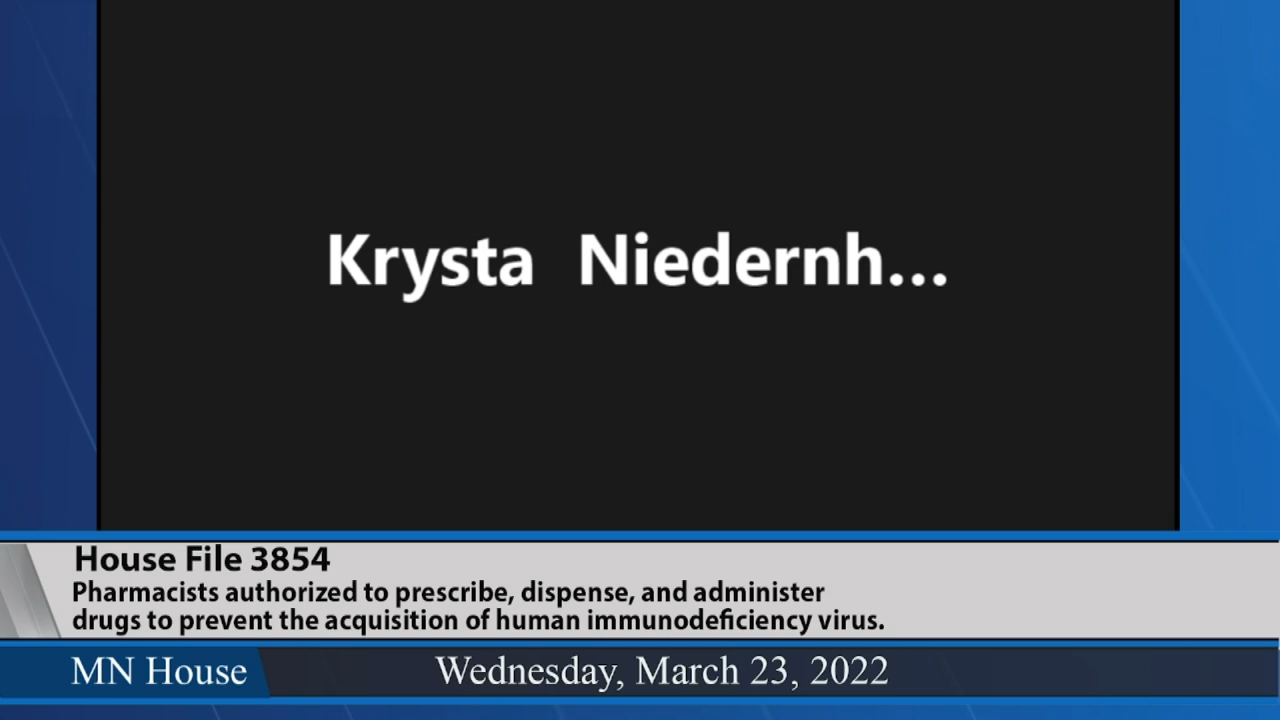 Krysta Niedernh...
House File 3854
Pharmacists authorized to prescribe, dispense, and administer
drugs to prevent the acquisition of human immunodeficiency virus.
MN House
Wednesday, March 23, 2022